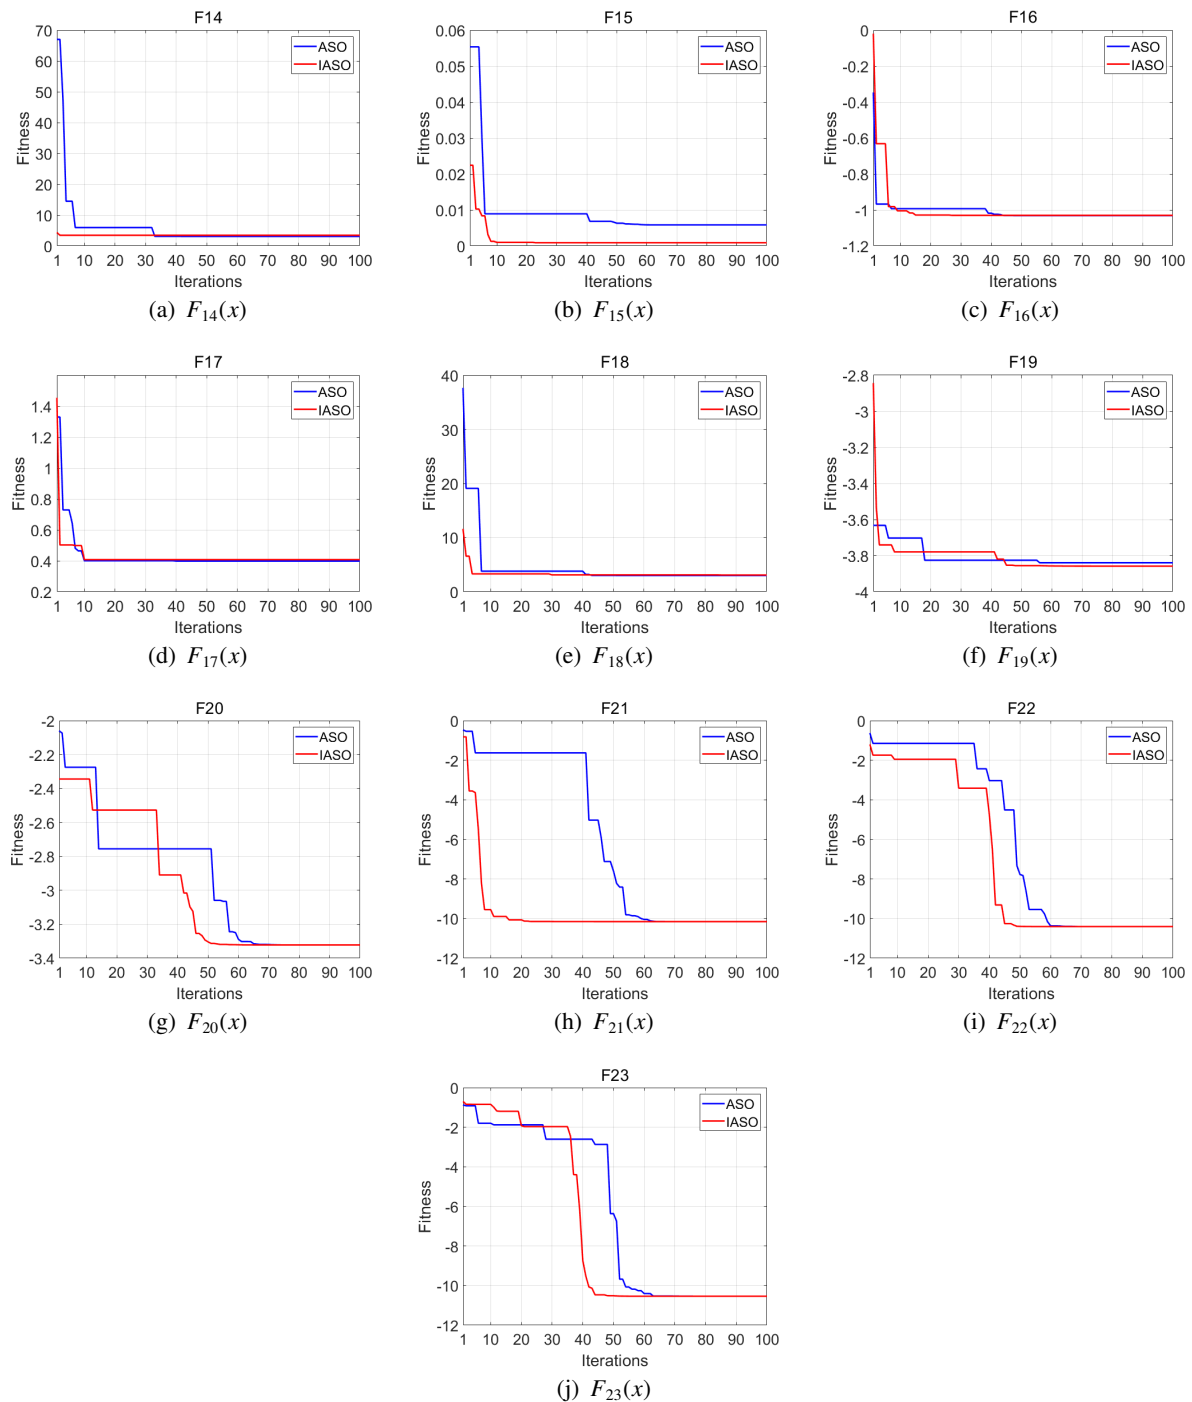 F14
70
60
50
40
30
20
10
0
Fitness
ASO
IASO
1 10 20 30 40 50 60 70 80 90 100
Iterations
(a) F14(x)
F15
0.06
0.05
0.04
0.03
0.02
0.01
0
Fitness
ASO
IASO
1 10 20 30 40 50 60 70 80 90 100
Iterations
(b) F15(x)
F16
0
-0.2
-0.4
-0.6
-0.8
-1
-1.2
Fitness
ASO
IASO
1 10 20 30 40 50 60 70 80 90 100
Iterations
(c) F16(x)
F17
1.4
1.2
1
0.8
0.6
0.4
0.2
Fitness
ASO
IASO
1 10 20 30 40 50 60 70 80 90 100
Iterations
(d) F17(x)
F18
40
30
20
10
0
Fitness
ASO
IASO
1 10 20 30 40 50 60 70 80 90 100
Iterations
(e) F18(x)
F19
-2.8
-3
-3.2
-3.4
-3.6
-3.8
-4
Fitness
ASO
IASO
1 10 20 30 40 50 60 70 80 90 100
Iterations
(f) F19(x)
F20
-2
-2.2
-2.4
-2.6
-2.8
-3
-3.2
-3.4
Fitness
ASO
IASO
1 10 20 30 40 50 60 70 80 90 100
Iterations
(g) F20(x)
F21
0
-2
-4
-6
-8
-10
-12
Fitness
ASO
IASO
1 10 20 30 40 50 60 70 80 90 100
Iterations
(h) F21(x)
F22
0
-2
-4
-6
-8
-10
-12
Fitness
ASO
IASO
1 10 20 30 40 50 60 70 80 90 100
Iterations
(i) F22(x)
F23
0
-2
-4
-6
-8
-10
-12
Fitness
ASO
IASO
1 10 20 30 40 50 60 70 80 90 100
Iterations
(j) F23(x)